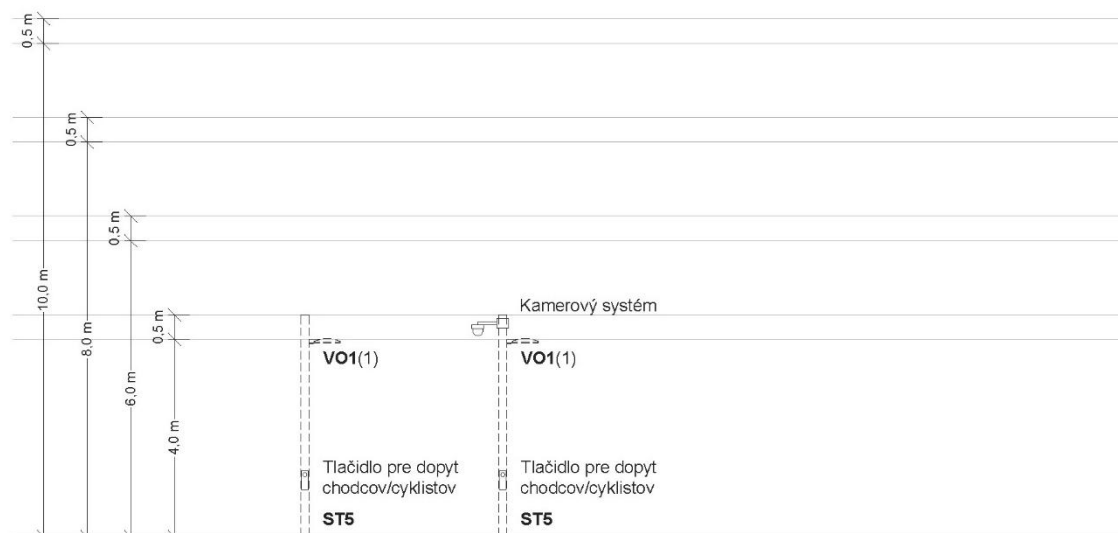 0,5 m
0,5 m
0,5 m
10,0 m
Kamerový systém
0,5 m
8,0 m
VO1(1)
VO1(1)
6,0 m
4,0 m
Tlačidlo pre dopyt
chodcov/cyklistov
Tlačidlo pre dopyt
chodcov/cyklistov
ST5
ST5